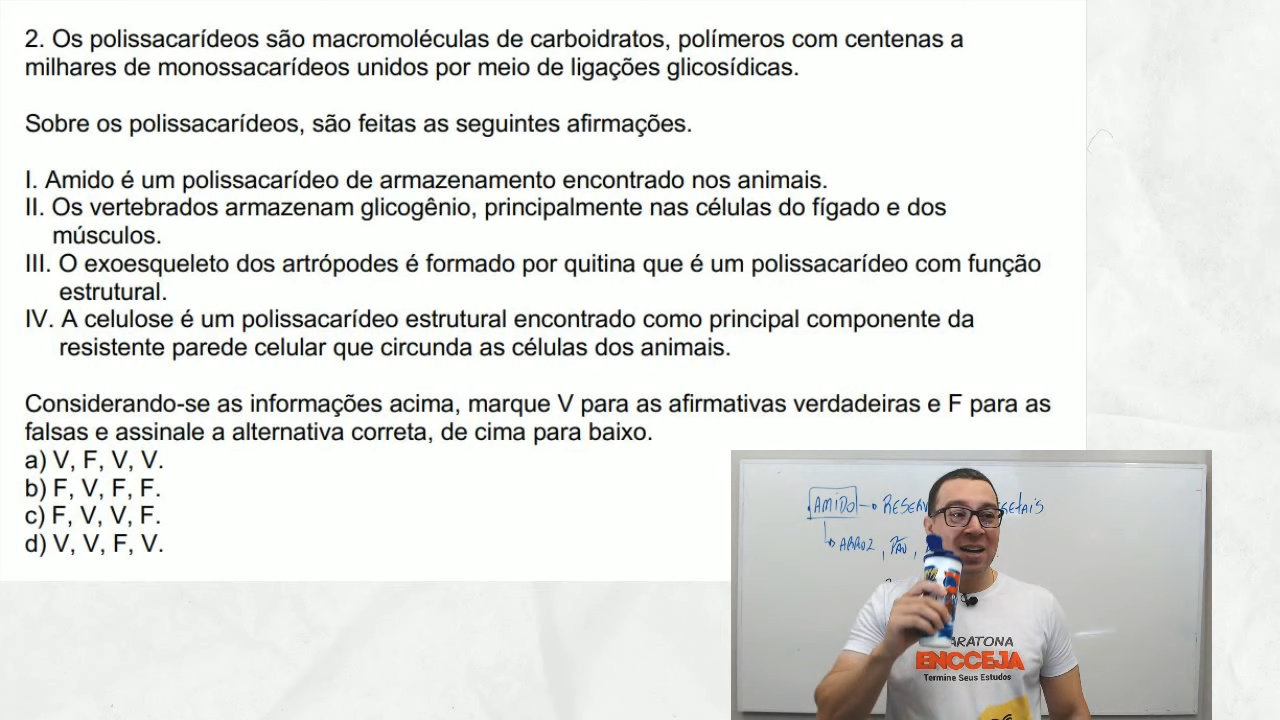 2. Os polissacarídeos são macromoléculas de carboidratos, polímeros com centenas a
milhares de monossacarídeos unidos por meio de ligações glicosídicas.
Sobre os polissacarídeos, são feitas as seguintes afirmações.
I. Amido é um polissacarídeo de armazenamento encontrado nos animais.
II. Os vertebrados armazenam glicogênio, principalmente nas células do fígado e dos
músculos.
III. O exoesqueleto dos artrópodes é formado por quitina que é um polissacarídeo com função
estrutural.
IV. A celulose é um polissacarídeo estrutural encontrado como principal componente da
resistente parede celular que circunda as células dos animais.
Considerando-se as informações acima, marque V para as afirmativas verdadeiras e F para as
falsas e assinale a alternativa correta, de cima para baixo.
a) V, F, V, V.
b) F, V, F, F.
c) F, V, V, F.
d) V, V, F, V.
AMIDO
ARROZ, PÃO,
ENCCEJA
Termine Seus Estudos